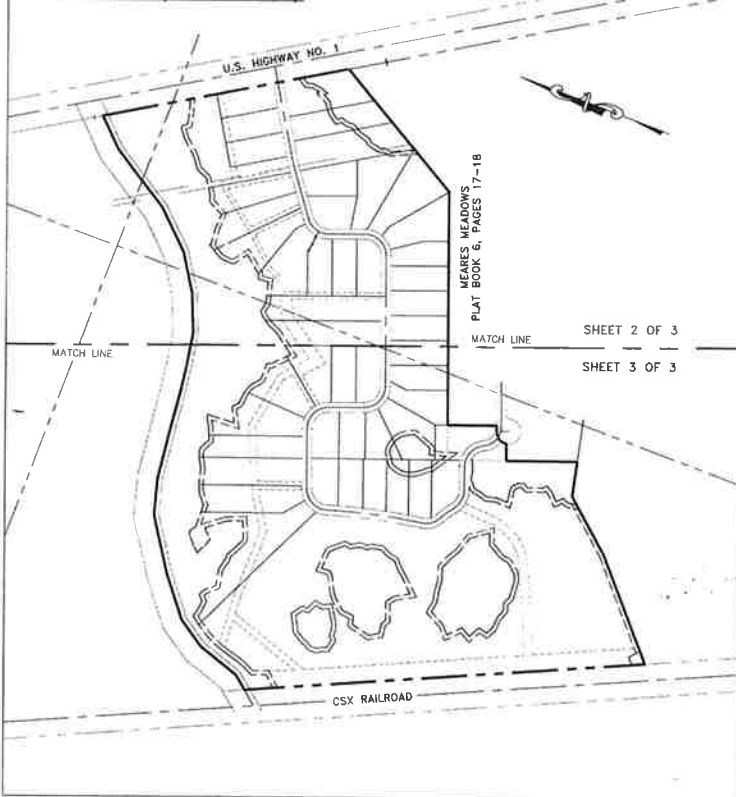 U.S. HIGHWAY NO. 1
MEARES MEADOWS
PLAT BOOK 6, PAGES 17-18
MATCH LINE
MATCH LINE
SHEET 2 OF 3
SHEET 3 OF 3
CSX RAILROAD